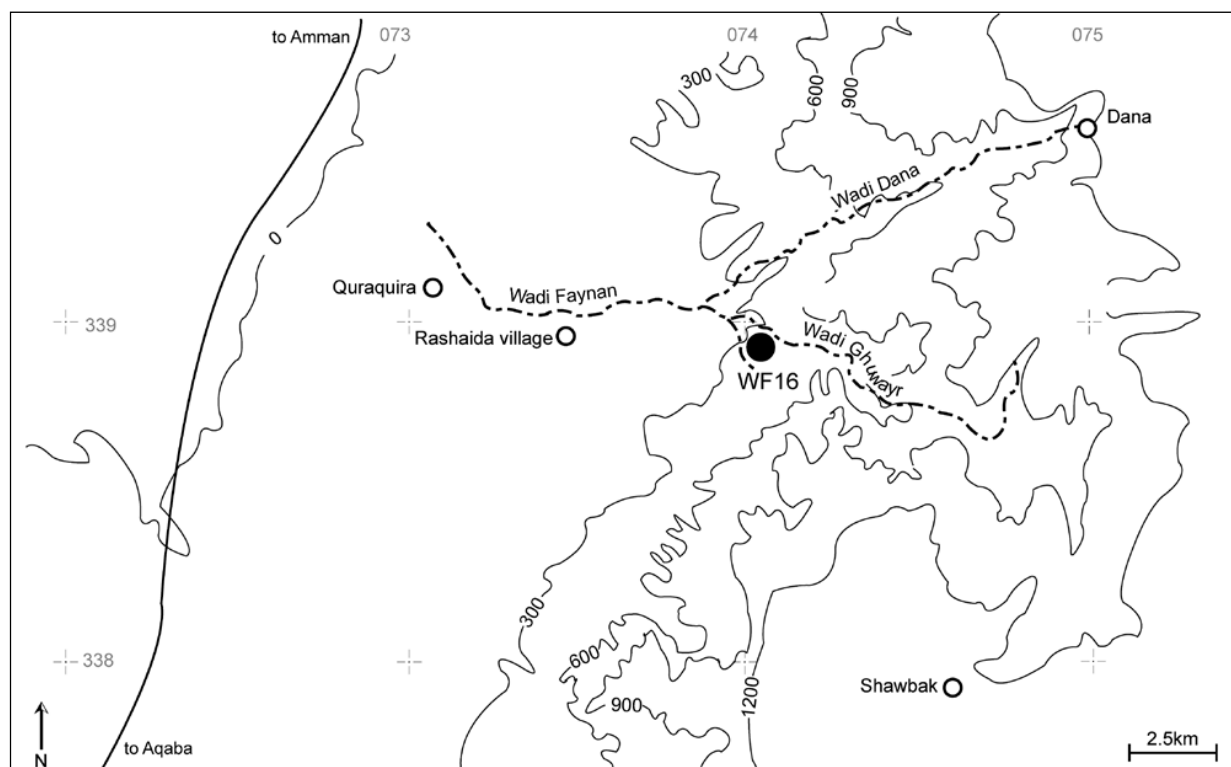 to Amman
073
074
075
300
600
900
Dana
Wadi Dana
0
Quraquira
Wadi Faynan
339
Rashaida village
Wadi Ghuwayr
WF16
300
600
900
1200
338
Shawbak
to Aqaba
N
2.5km